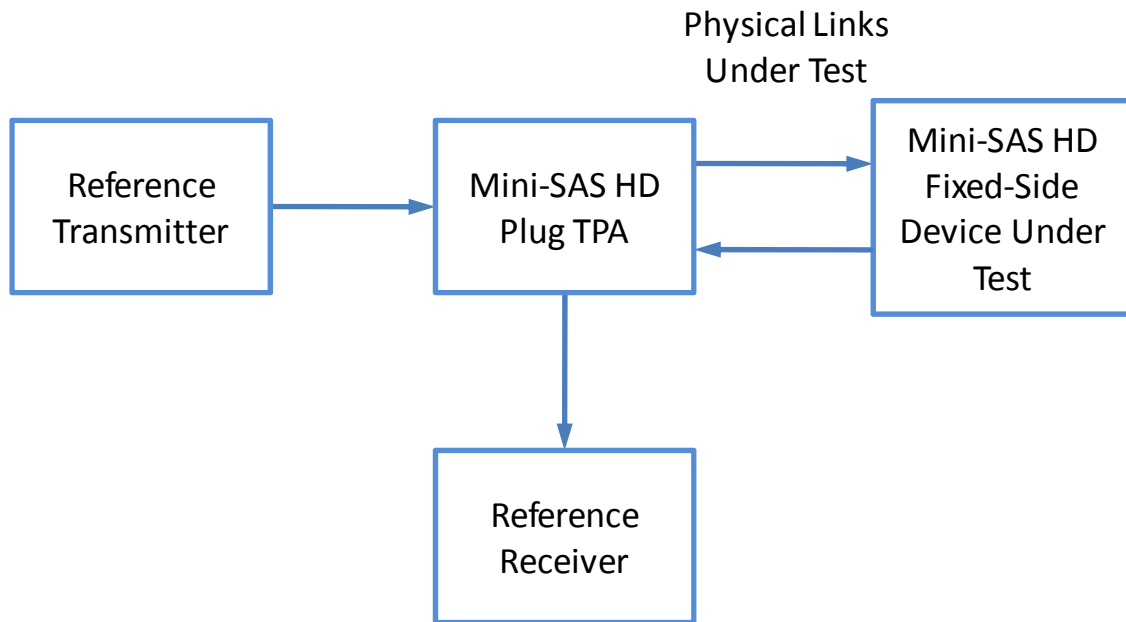 Physical Links
Under Test
Reference
Transmitter
Mini-SAS HD
Plug TPA
Mini-SAS HD
Fixed-Side
Device Under
Test
Reference
Receiver